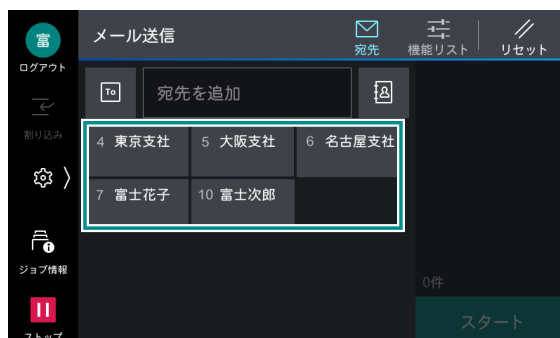 富
ログアウト
割り込み
ジョブ情報
ストップ
メール送信
宛先
機能リスト
リセット
To
宛先を追加
4 東京支社
5 大阪支社
6 名古屋支社
7 富士花子
10 富士次郎
0件
スタート